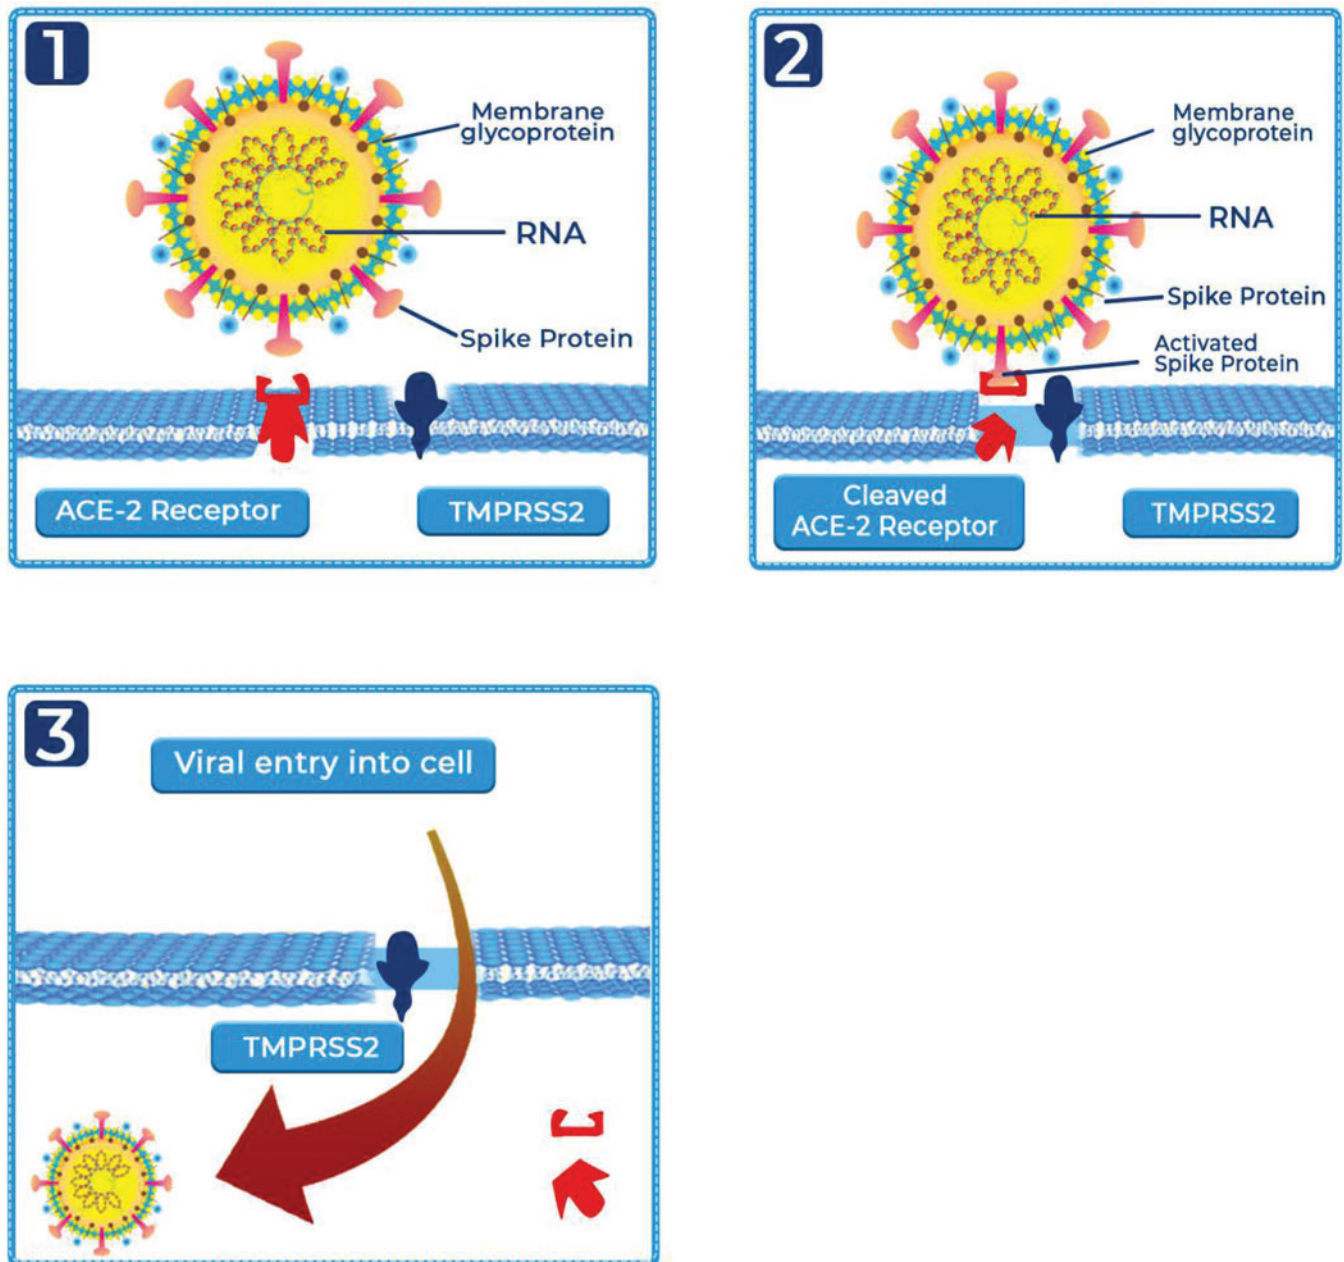 1
Membrane
glycoprotein
RNA
Spike Protein
ACE-2 Receptor
TMPRSS2
2
Membrane
glycoprotein
RNA
Spike Protein
Activated
Spike Protein
Cleaved
ACE-2 Receptor
TMPRSS2
3
Viral entry into cell
TMPRSS2